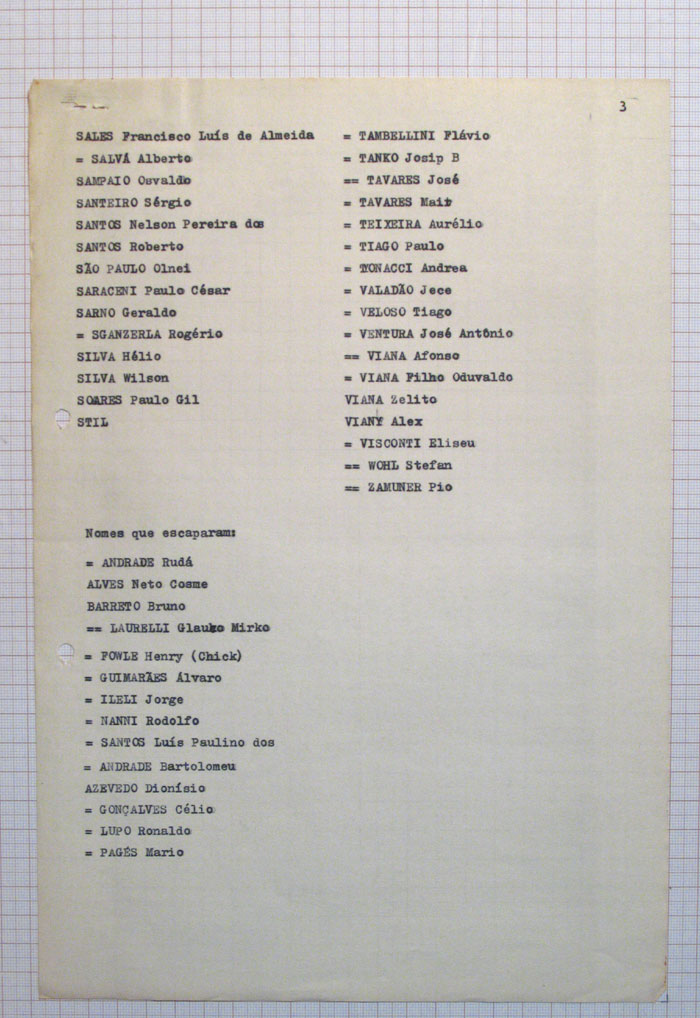 3
SALES Francisco Luís de Almeida
= SALVÁ Alberto
SAMPAIO Osvaldo
SANTEIRO Sérgio
SANTOS Nelson Pereira dos
SANTOS Roberto
SÃO PAULO Olnei
SARACENI Paulo César
SARNO Geraldo
= SGANZERLA Rogério
SILVA Hélio
SILVA Wilson
SOARES Paulo Gil
STIL
= TAMBELLINI Flávio
= TANKO Josip B
== TAVARES José
= TAVARES Mair
= TEIXEIRA Aurélio
= TIAGO Paulo
= TONACCI Andrea
= VALADÃO Jece
= VELOSO Tiago
= VENTURA José Antônio
== VIANA Afonso
= VIANA Filho Oduvaldo
VIANA Zelito
VIANY Alex
= VISCONTI Eliseu
== WOHL Stefan
== ZAMUNER Pio
Nomes que escaparam:
= ANDRADE Rudá
ALVES Neto Cosme
BARRETO Bruno
== LAURELLI Glauko Mirko
= FOWLE Henry (Chick)
= GUIMARÃES Álvaro
= ILELI Jorge
= NANNI Rodolfo
= SANTOS Luís Paulino dos
= ANDRADE Bartolomeu
AZEVEDO Dionísio
= GONÇALVES Célio
= LUPO Ronaldo
= PAGÉS Mario